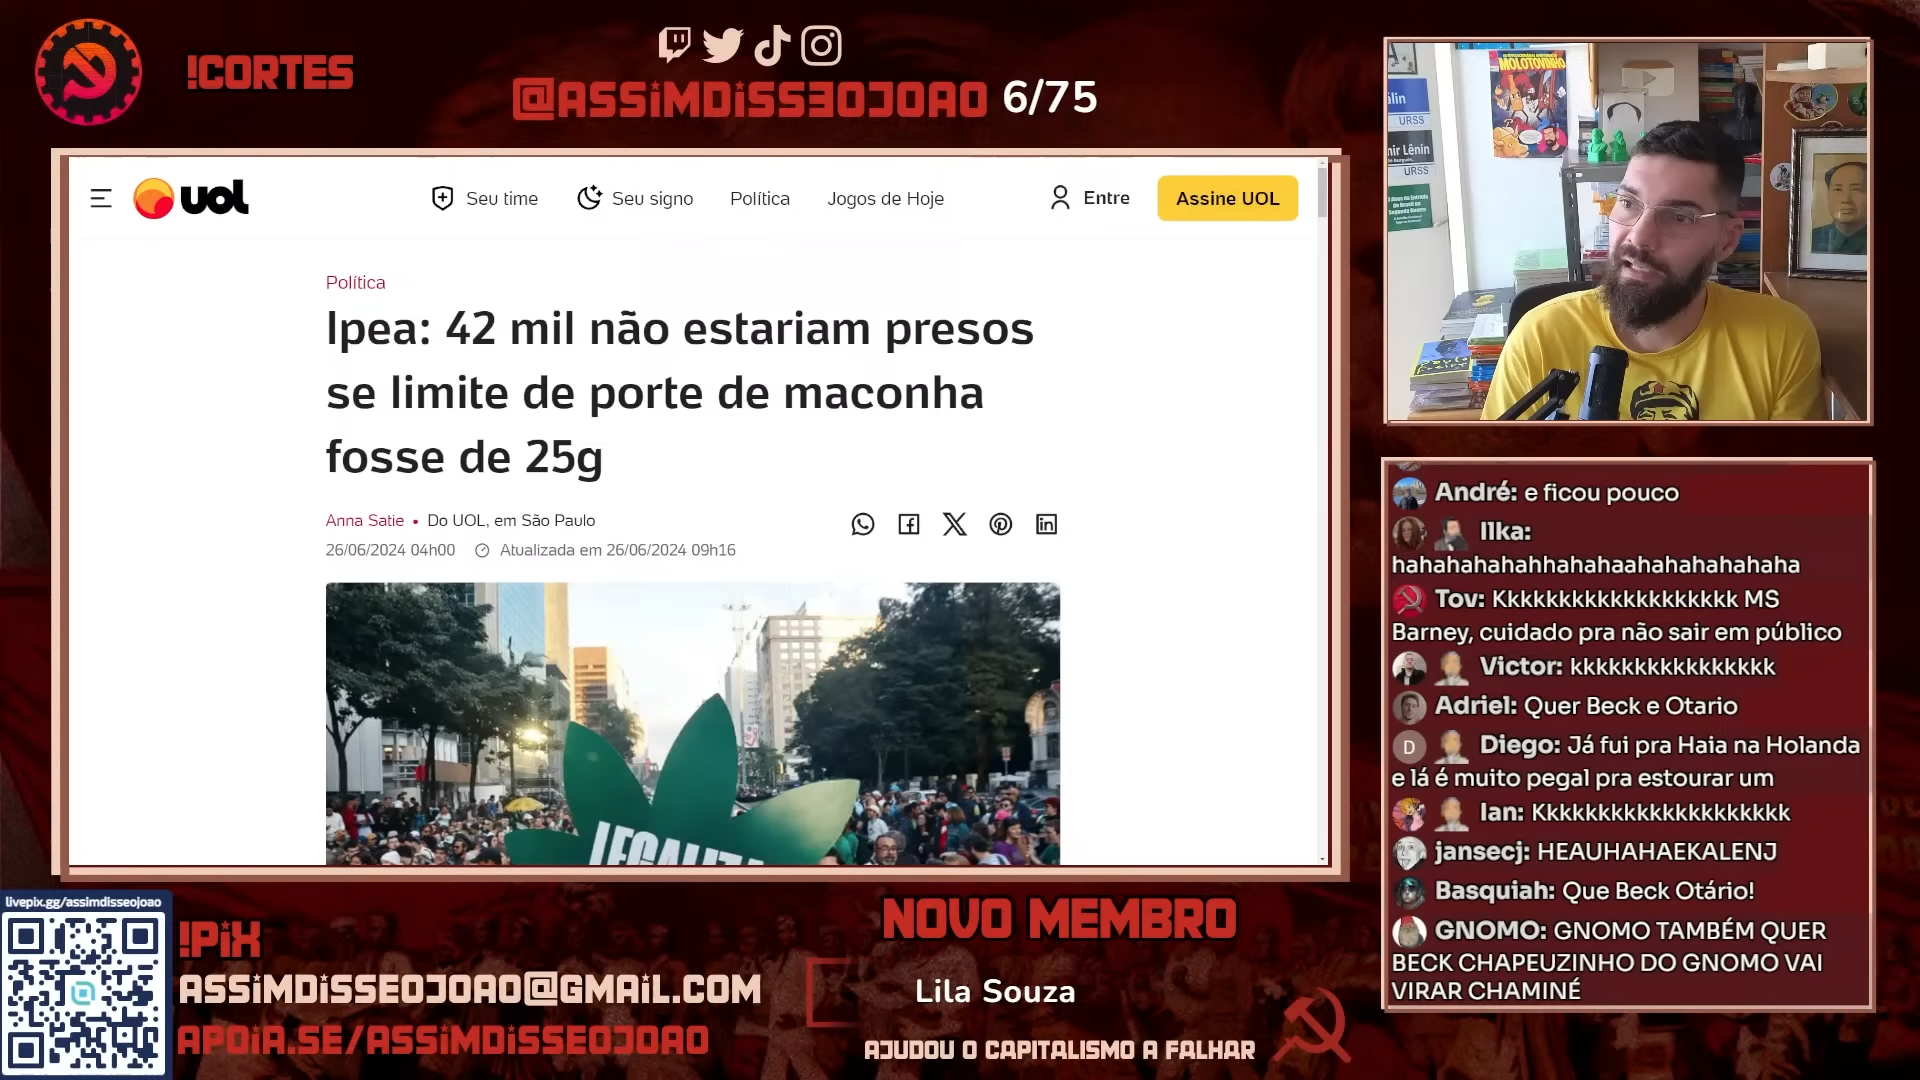 !CORTES
@ASSIMDISSEOJOAO 6/75
uol
Seu time
Seu signo
Política
Jogos de Hoje
Entre
Assine UOL
Política
Ipea: 42 mil não estariam presos
se limite de porte de maconha
fosse de 25g
Anna Satie • Do UOL, em São Paulo
26/06/2024 04h00 Atualizada em 26/06/2024 09h16
MOLOTOVINHO
URSS
URSS
André: e ficou pouco
Ilka:
hahahahahahhahahaahahahahahaha
Tov: Kkkkkkkkkkkkkkkkkkk MS
Barney, cuidado pra não sair em público
Victor: kkkkkkkkkkkkkkkk
Adriel: Quer Beck e Otario
D
Diego: Já fui pra Haia na Holanda
e lá é muito pegal pra estourar um
Ian: Kkkkkkkkkkkkkkkkkkkk
jansecj: HEAUHAHAEKALENJ
Basquiah: Que Beck Otário!
GNOMO: GNOMO TAMBÉM QUER
BECK CHAPEUZINHO DO GNOMO VAI
VIRAR CHAMINÉ
livepix.gg/assimdisseojoao
!PIX
ASSIMDISSEOJOAO@GMAIL.COM
APOIA.SE/ASSIMDISSEOJOAO
NOVO MEMBRO
Lila Souza
AJUDOU O CAPITALISMO A FALHAR